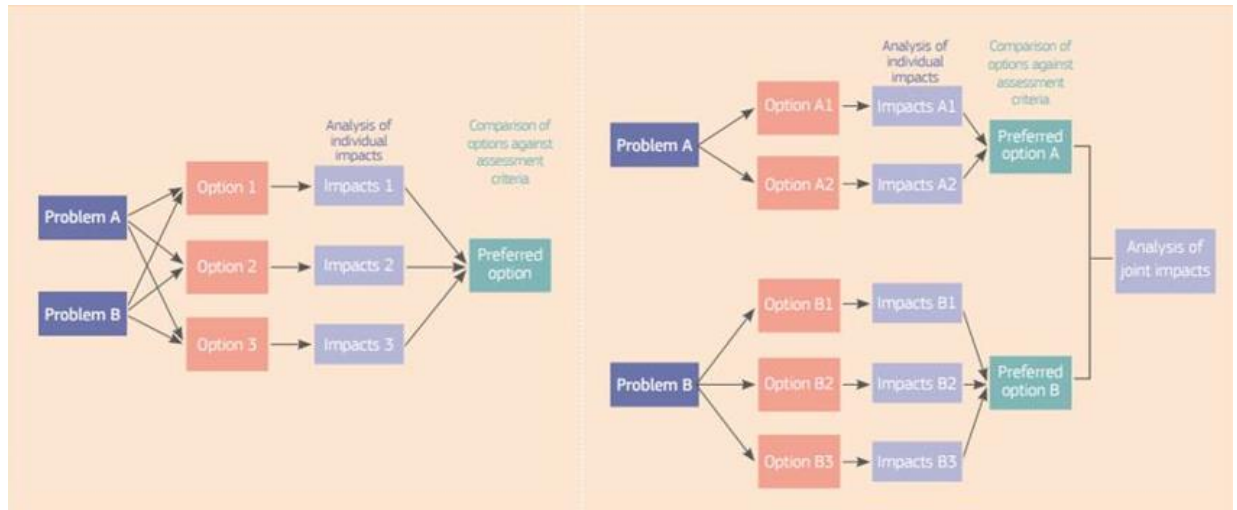 Analysis of
individual
impacts
Comparison of
options against
assessment
criteria
Problem A
Problem B
Option 1
Option 2
Option 3
Impacts 1
Impacts 2
Impacts 3
Preferred
option
Analysis of
individual
impacts
Comparison of
options against
assessment
criteria
Problem A
Option A1
Option A2
Impacts A1
Impacts A2
Preferred
option A
Problem B
Option B1
Option B2
Option B3
Impacts B1
Impacts B2
Impacts B3
Preferred
option B
Analysis of
joint impacts